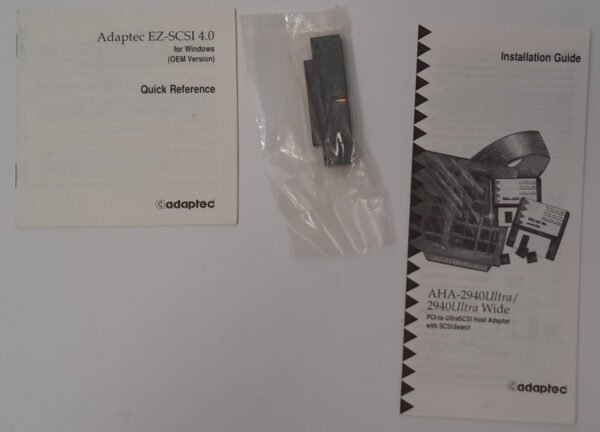 Adaptec EZ-SCSI 4.0
for Windows
(OEM Version)
Quick Reference
adaptec
Installation Guide
AHA-2940Ultra/
2940Ultra Wide
PCI-to-UltraSCSI Host Adapter
with SCSISelect
adaptec